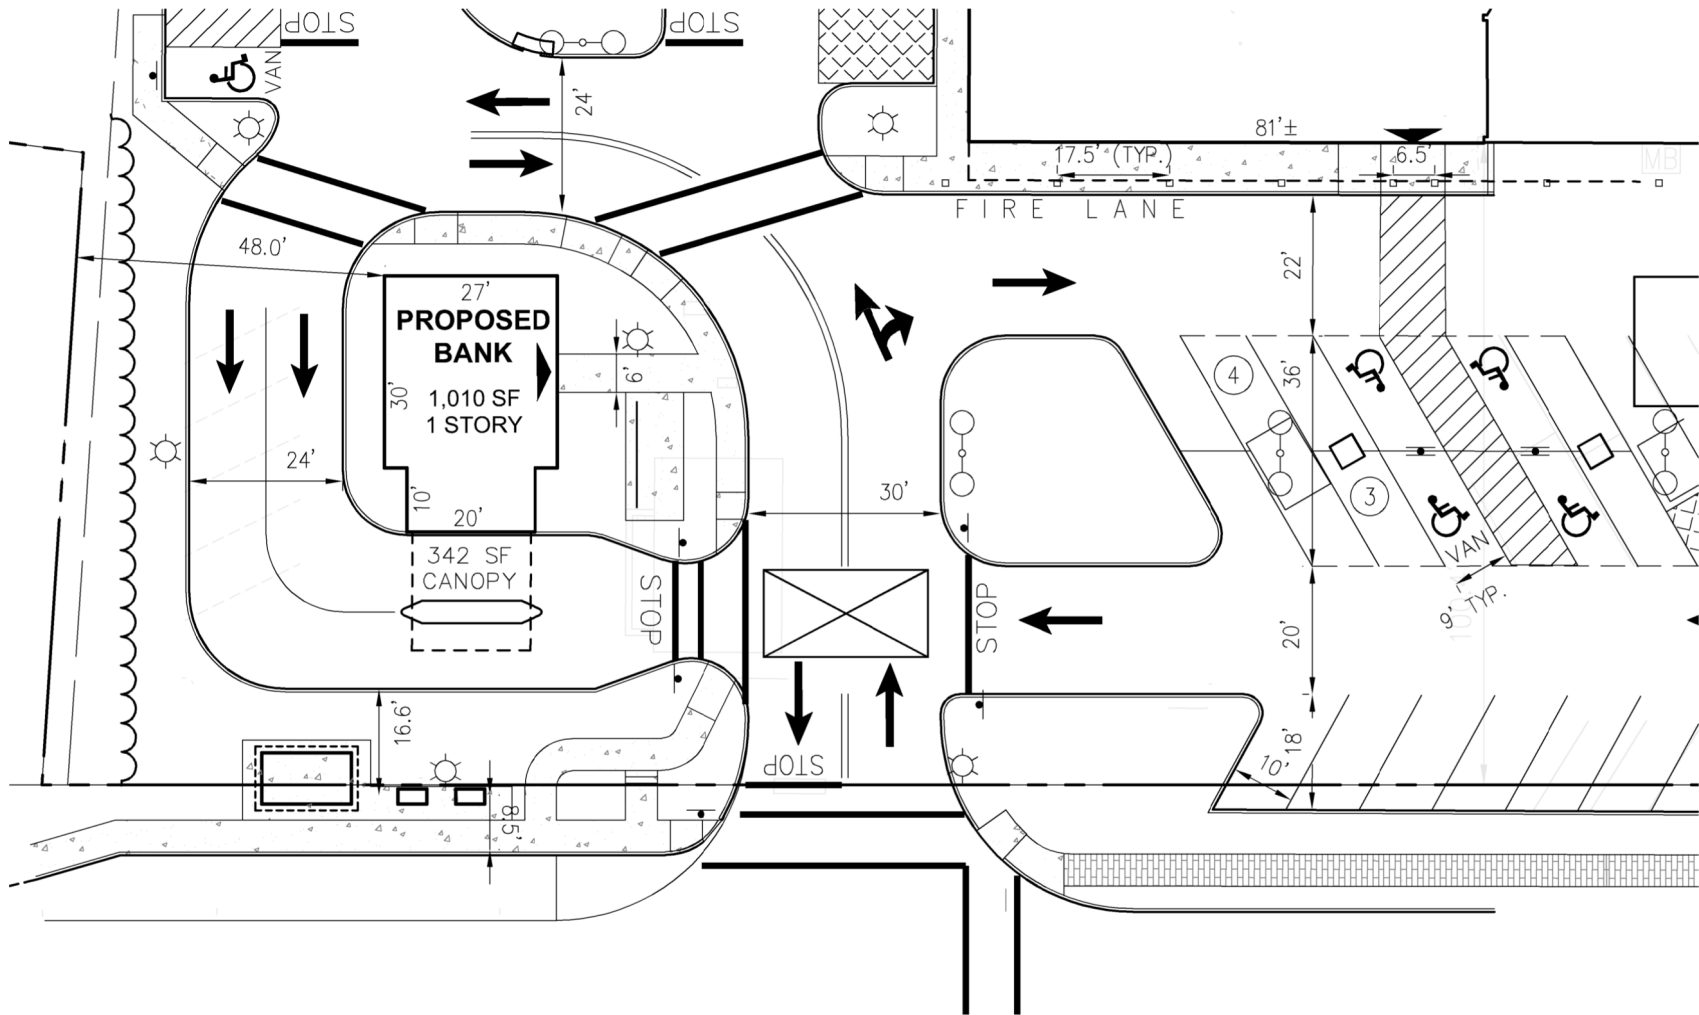 STOP
STOP
VAN
24'
81'±
17.5' (TYP.)
6.5'
MB
FIRE LANE
48.0'
22'
27'
PROPOSED
BANK
30'
1,010 SF
1 STORY
6'
4
36'
24'
10'
20'
30'
3
342 SF
CANOPY
VAN
STOP
STOP
9' TYP.
20'
16.6'
STOP
18'
10'
8.5'